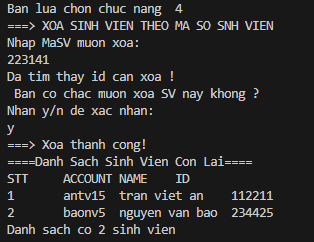 Ban lua chon chuc nang  4
===> XOA SINH VIEN THEO MA SO SNH VIEN
Nhap MaSV muon xoa:
223141
Da tim thay id can xoa !
 Ban co chac muon xoa SV nay khong ?
Nhan y/n de xac nhan:
y
===> Xoa thanh cong!
====Danh Sach Sinh Vien Con Lai====
STT     ACCOUNT NAME    ID
1       antv15  tran viet an    112211
2       baonv5  nguyen van bao  234425
Danh sach co 2 sinh vien